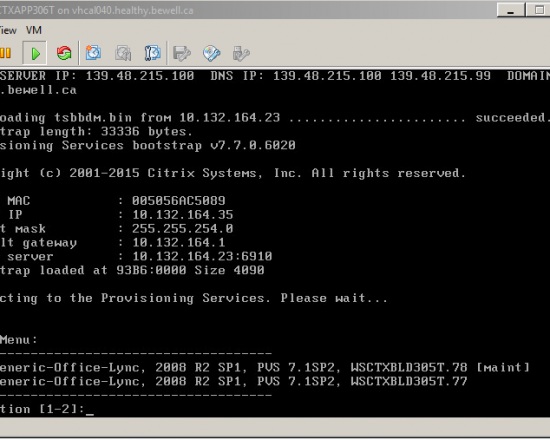 CTXAPP306T on vhcal040.healthy.bewell.ca
View VM
SERVER IP: 139.48.215.100 DNS IP: 139.48.215.100 139.48.215.99 DOMAIN
.bewell.ca
oading tsbbdm.bin from 10.132.164.23 ....................... succeeded.
trap length: 33336 bytes.
sioning Services bootstrap v7.7.0.6020
ight (c) 2001-2015 Citrix Systems, Inc. All rights reserved.
MAC : 005056AC5089
IP : 10.132.164.35
t mask : 255.255.254.0
lt gateway : 10.132.164.1
server : 10.132.164.23:6910
trap loaded at 93B6:0000 Size 4090
cting to the Provisioning Services. Please wait...
Menu:
-----------------------------------
eneric-Office-Lync, 2008 R2 SP1, PVS 7.1SP2, WSCTXBLD305T.78 [maint]
eneric-Office-Lync, 2008 R2 SP1, PVS 7.1SP2, WSCTXBLD305T.77
-----------------------------------
tion [1-2]:_